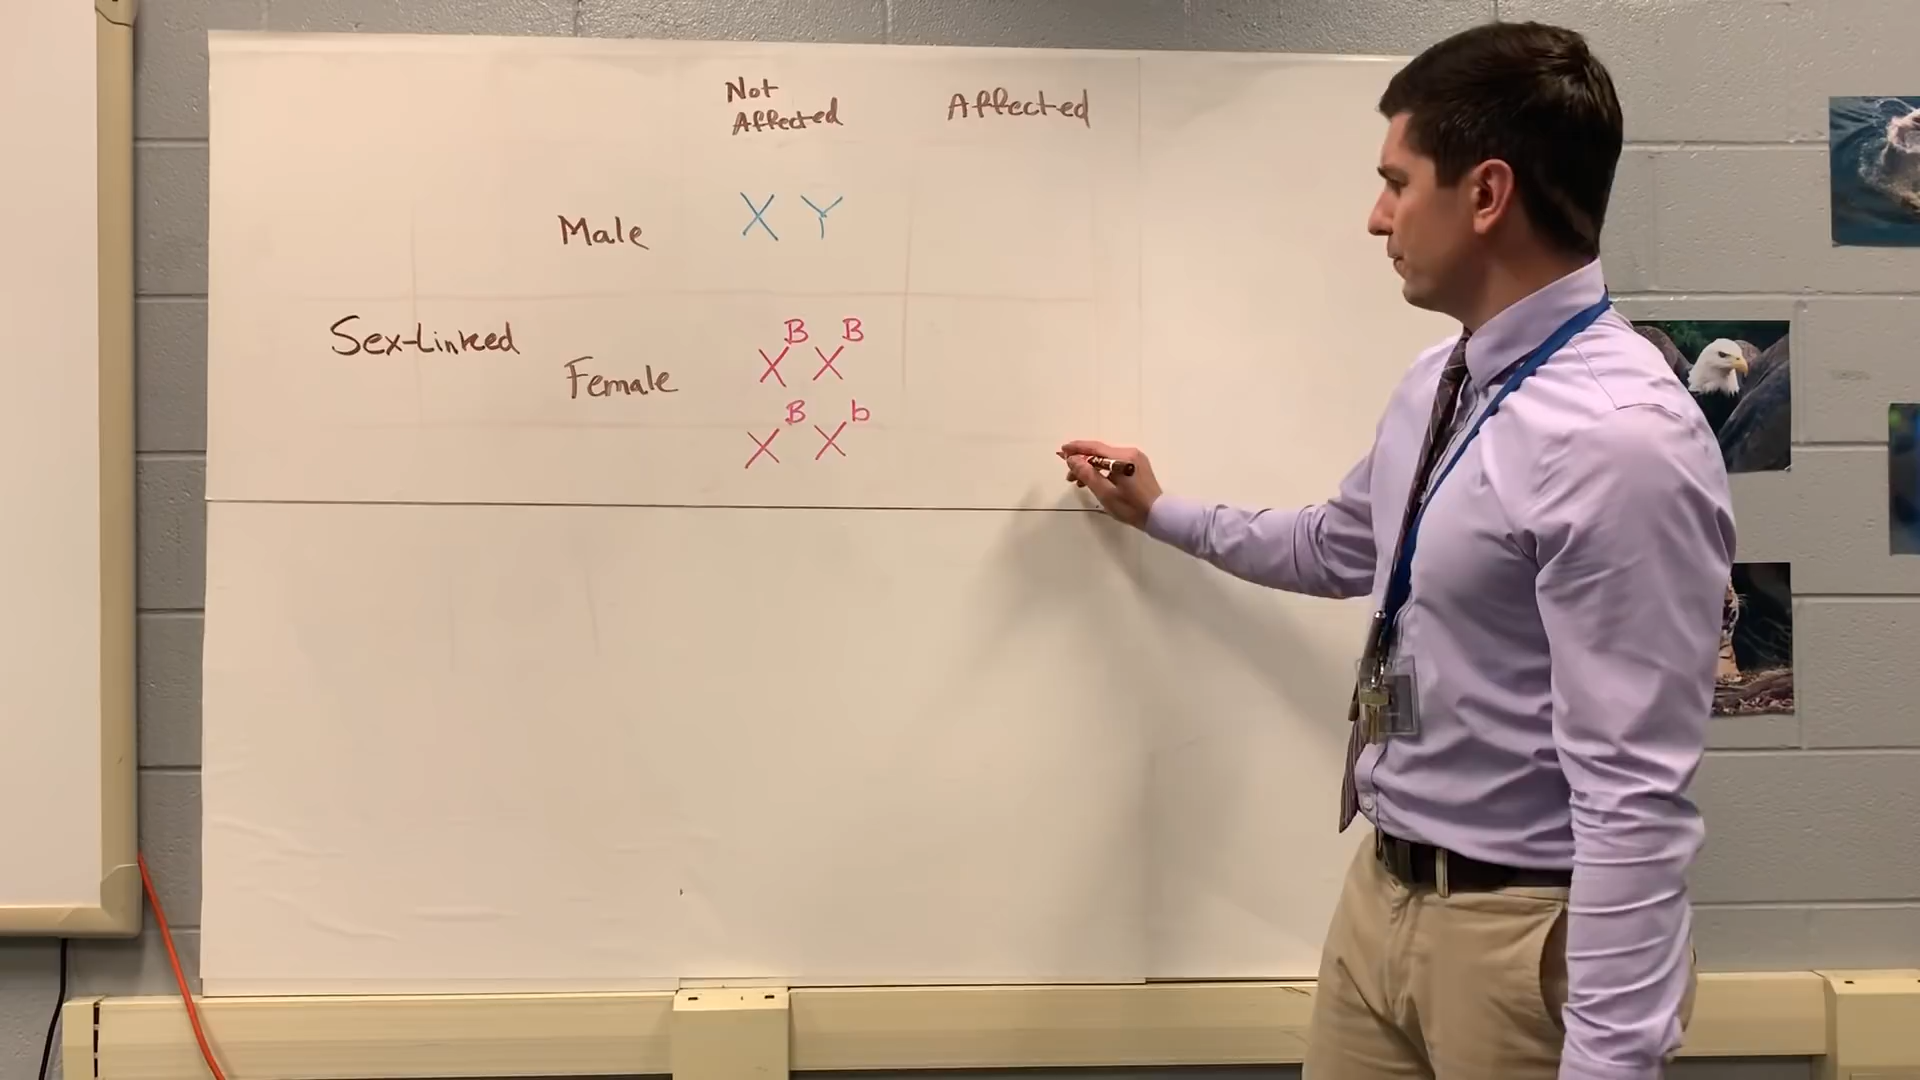 Not
Affected
Affected
Male
X Y
Sex-Linked
Female
X^B X^B
X^B X^b